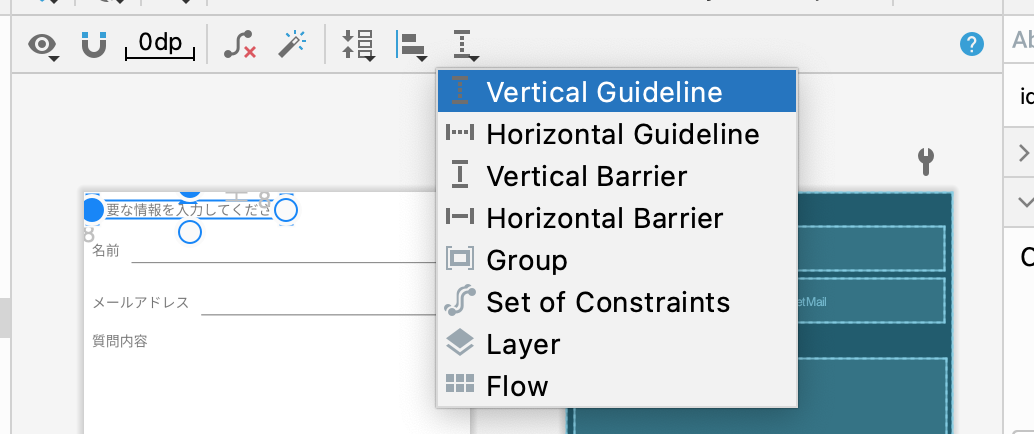 0dp
Ab
Vertical Guideline
id
Horizontal Guideline
Vertical Barrier
8
要な情報を入力してくださ
8
Horizontal Barrier
名前
Group
メールアドレス
Set of Constraints
etMail
質問内容
Layer
Flow